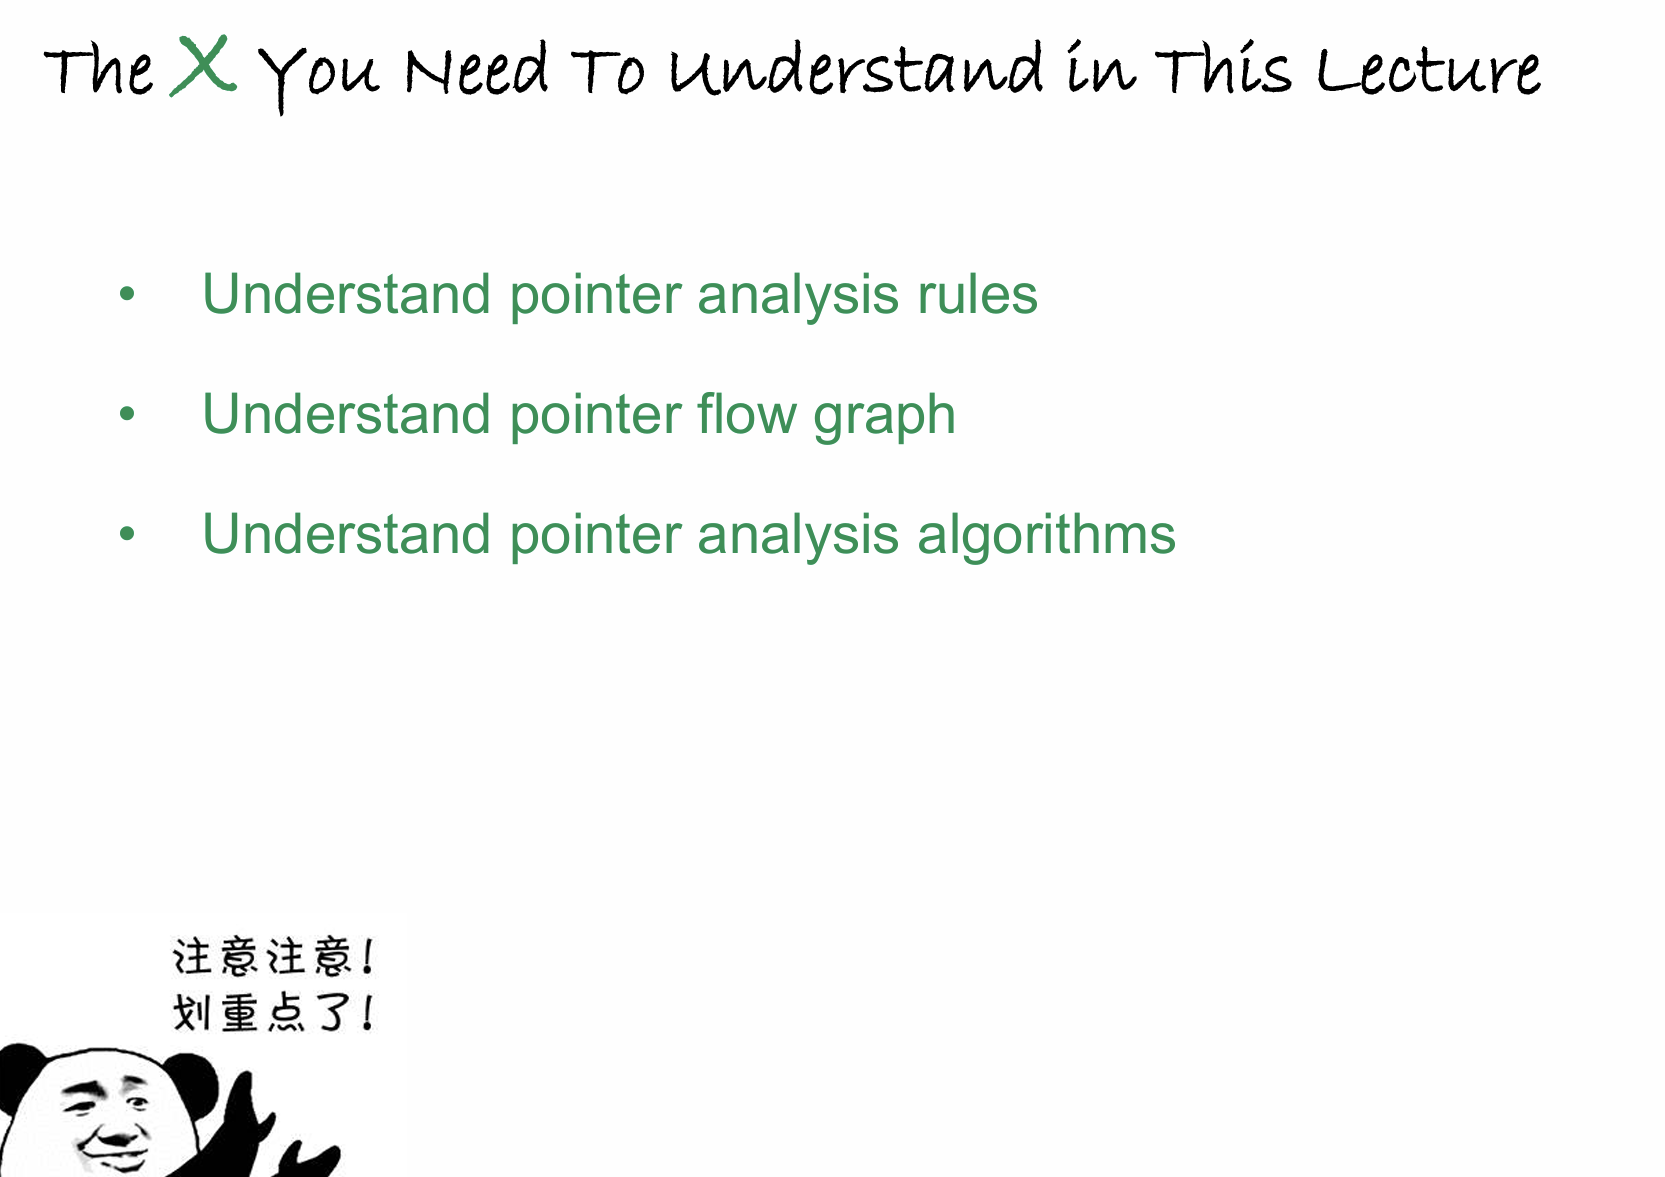 The X You Need To Understand in This Lecture
• Understand pointer analysis rules
• Understand pointer flow graph
• Understand pointer analysis algorithms
注意注意!
划重点了!